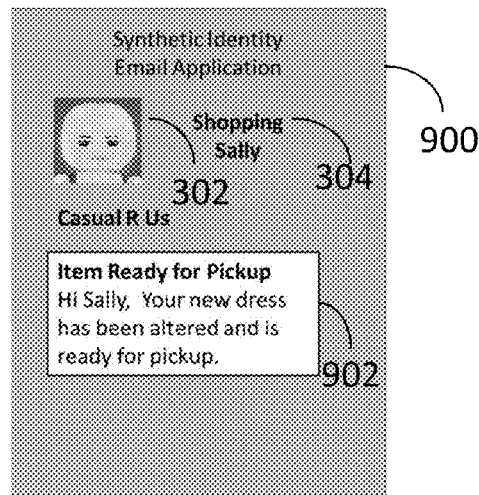 Synthetic Identity
Email Application
900
Shopping
Sally
302
304
Casual R Us
Item Ready for Pickup
Hi Sally, Your new dress
has been altered and is
ready for pickup.
902